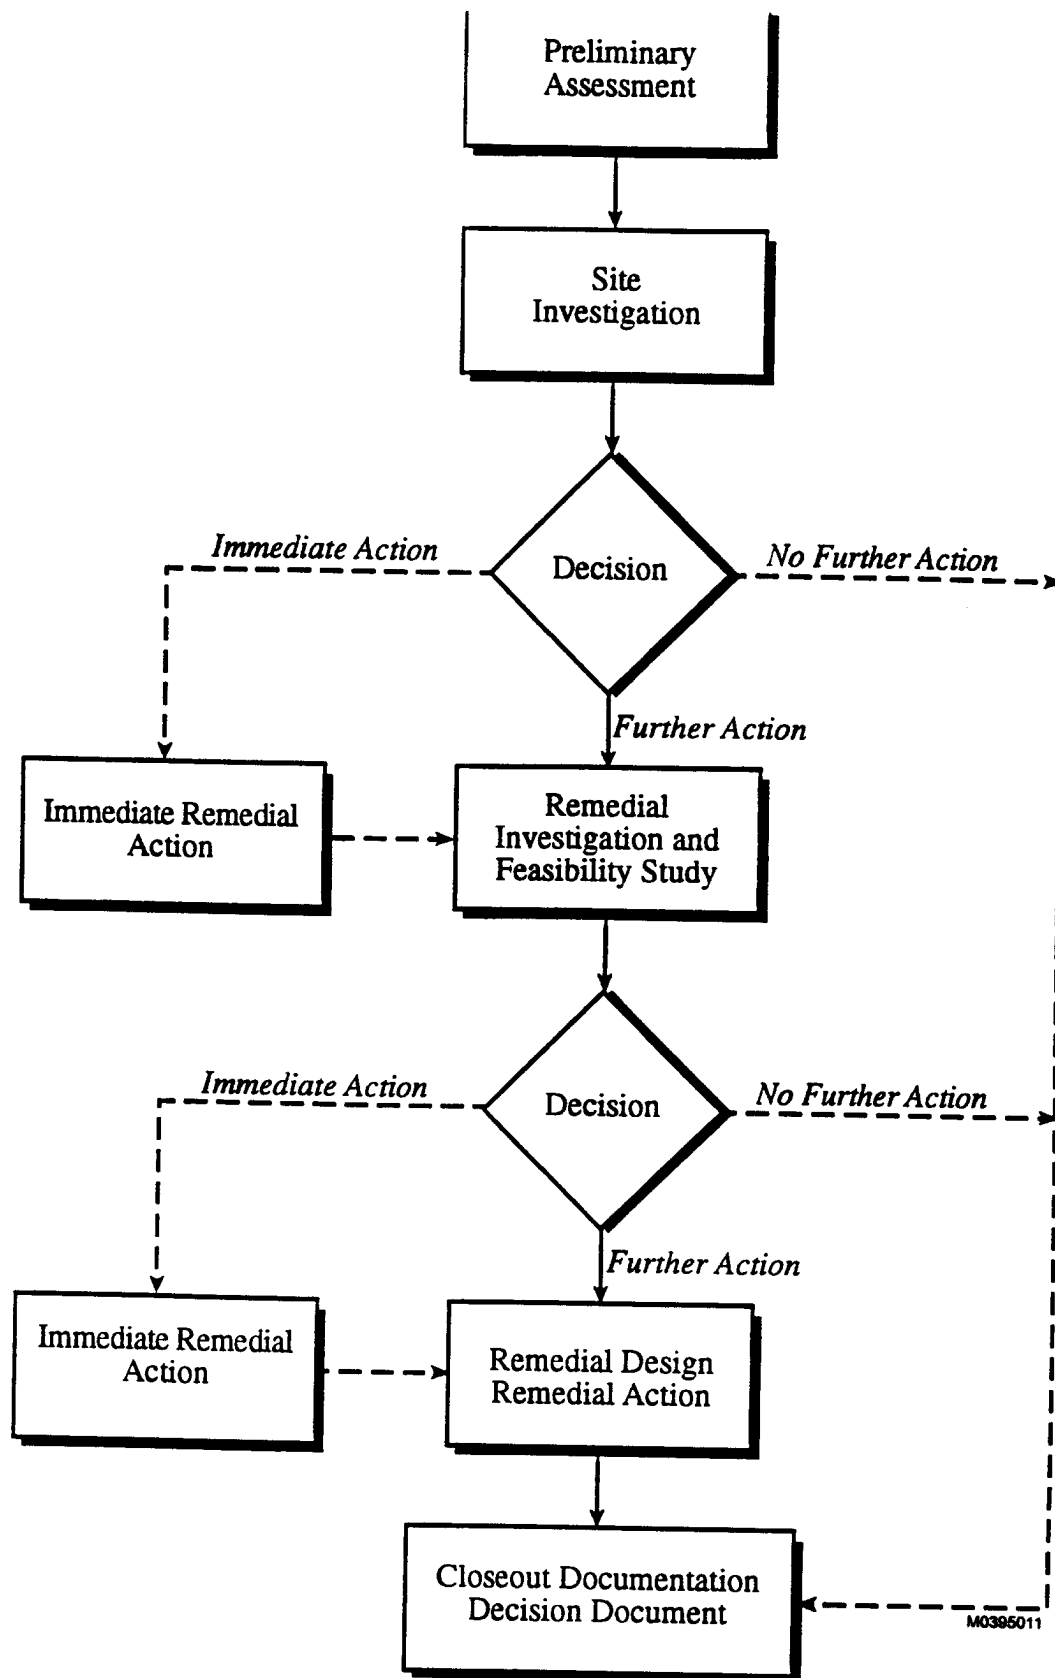 Preliminary
Assessment
Site
Investigation
Immediate Action
Decision
No Further Action
Further Action
Immediate Remedial
Action
Remedial
Investigation and
Feasibility Study
Immediate Action
Decision
No Further Action
Further Action
Immediate Remedial
Action
Remedial Design
Remedial Action
Closeout Documentation
Decision Document
M0395011